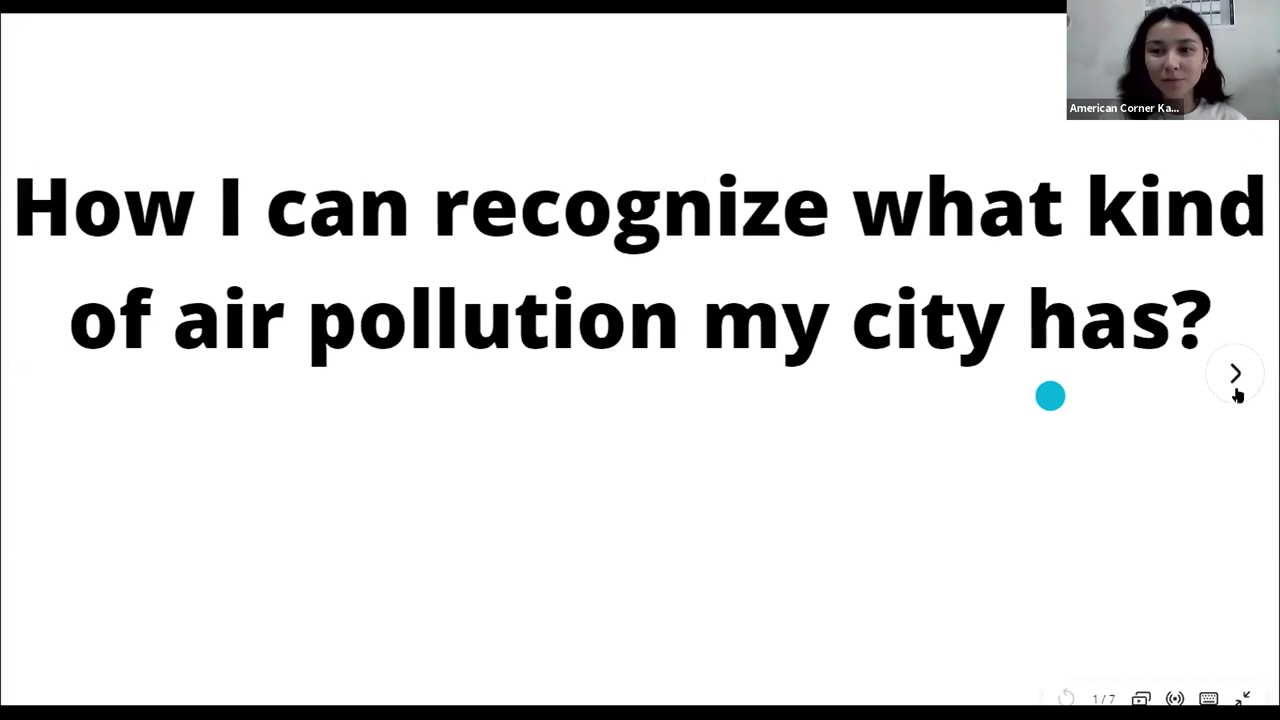 American Corner Ka...
How I can recognize what kind
of air pollution my city has?
1/7